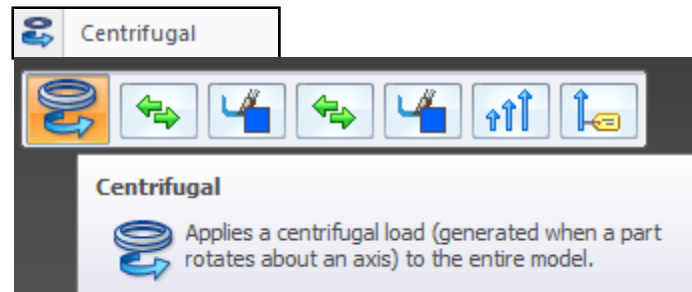 Centrifugal
Centrifugal
Applies a centrifugal load (generated when a part
rotates about an axis) to the entire model.